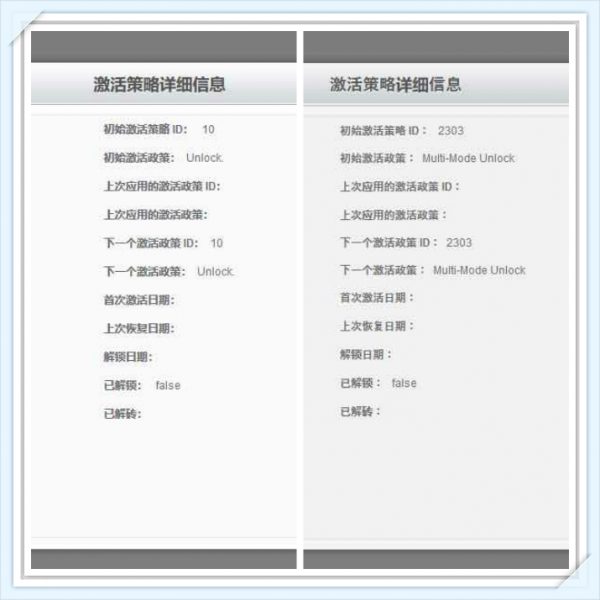 激活策略详细信息
初始激活策略 ID： 10
初始激活政策： Unlock.
上次应用的激活政策 ID：
上次应用的激活政策：
下一个激活政策 ID： 10
下一个激活政策： Unlock.
首次激活日期：
上次恢复日期：
解锁日期：
已解锁： false
已解砖：
激活策略详细信息
初始激活策略 ID： 2303
初始激活政策： Multi-Mode Unlock
上次应用的激活政策 ID：
上次应用的激活政策：
下一个激活政策 ID： 2303
下一个激活政策： Multi-Mode Unlock
首次激活日期：
上次恢复日期：
解锁日期：
已解锁： false
已解砖：